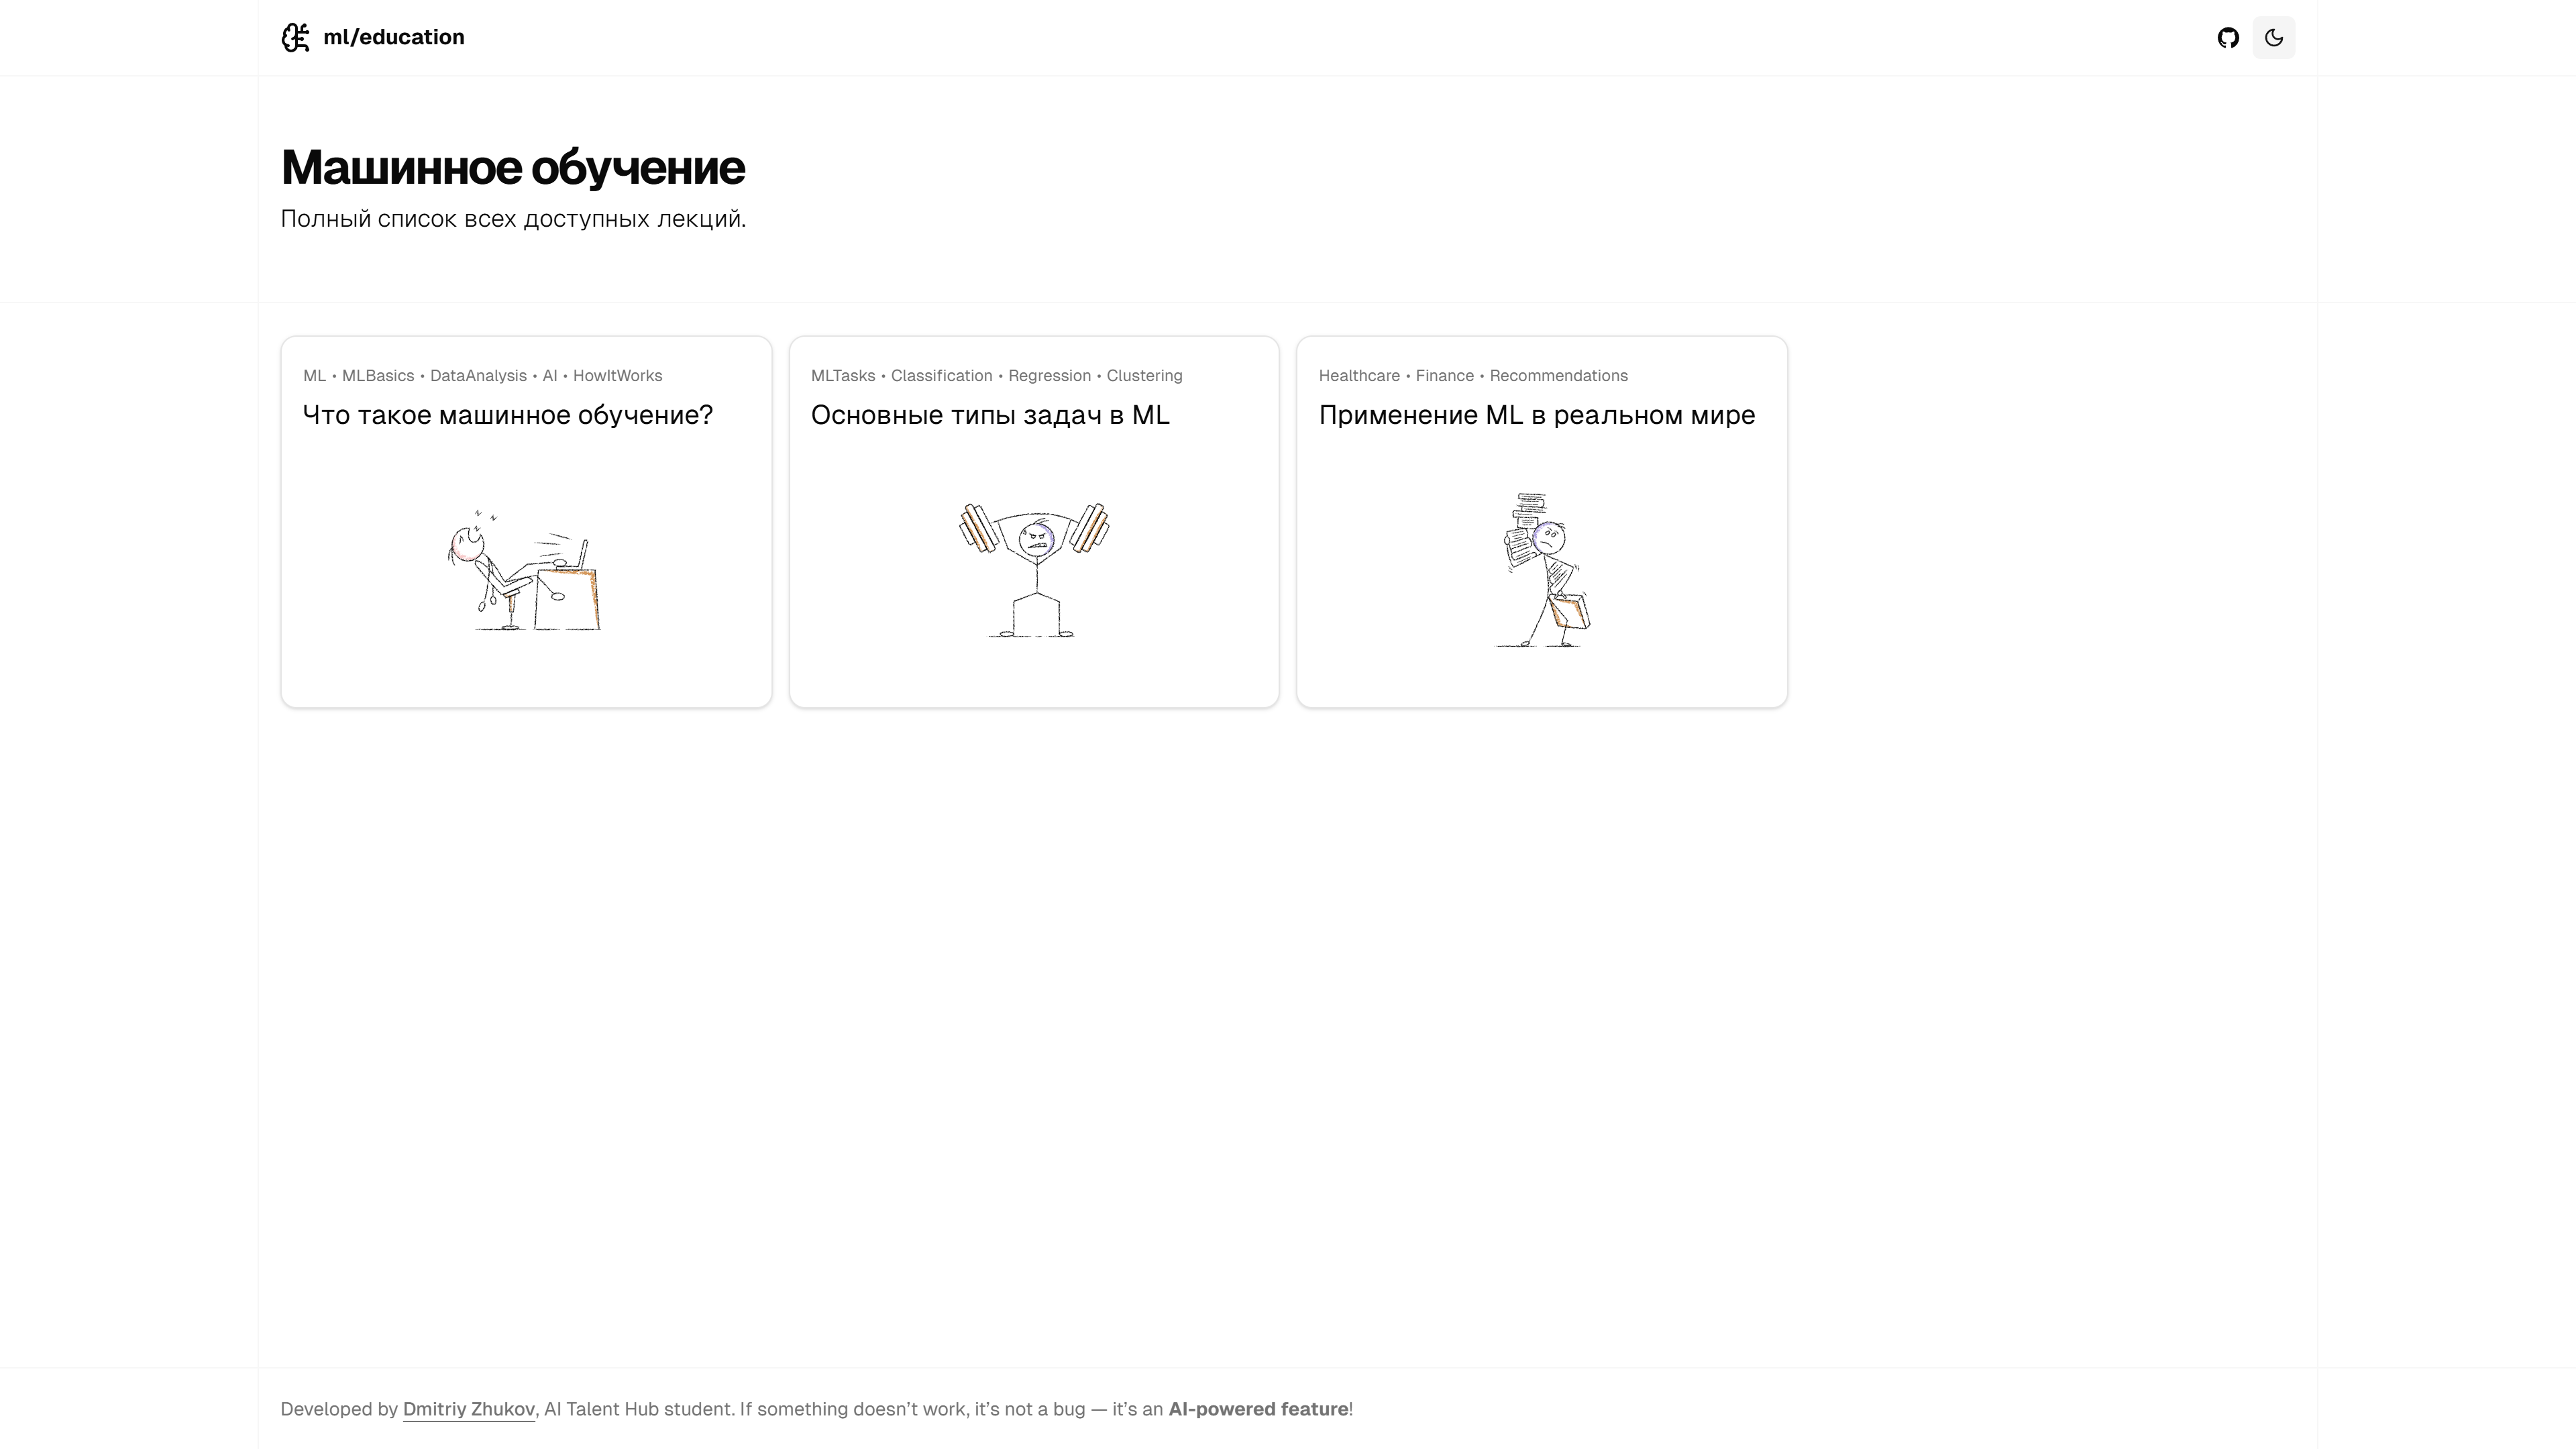 ml/education
Машинное обучение
Полный список всех доступных лекций.
ML • MLBasics • DataAnalysis • AI • HowItWorks
Что такое машинное обучение?
MLTasks • Classification • Regression • Clustering
Основные типы задач в ML
Healthcare • Finance • Recommendations
Применение ML в реальном мире
Developed by Dmitriy Zhukov, AI Talent Hub student. If something doesn’t work, it’s not a bug — it’s an AI-powered feature!